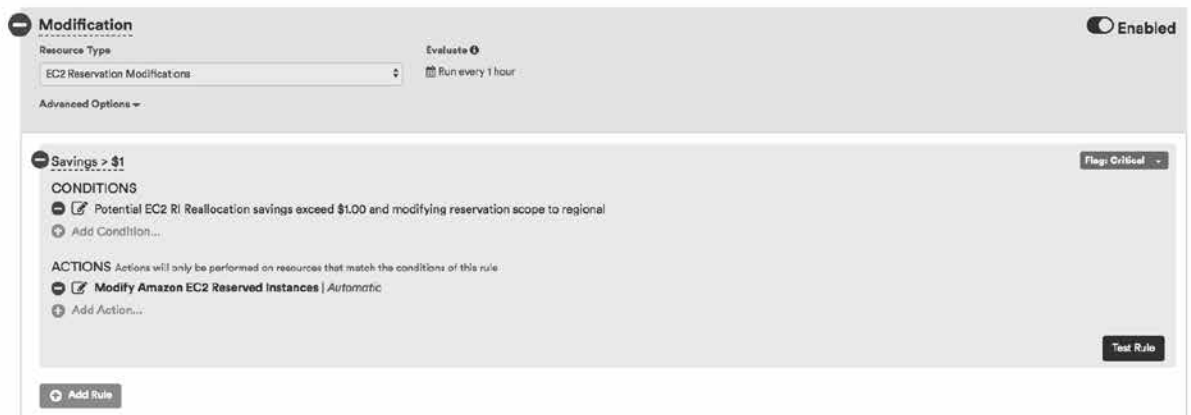 Modification
Enabled
Resource Type
Evaluate
EC2 Reservation Modifications
Run every 1 hour
Advanced Options
Savings > $1
Flag: Critical
CONDITIONS
Potential EC2 RI Reallocation savings exceed $1.00 and modifying reservation scope to regional
Add Condition...
ACTIONS Actions will only be performed on resources that match the conditions of this rule
Modify Amazon EC2 Reserved Instances | Automatic
Add Action...
Test Rule
Add Rule